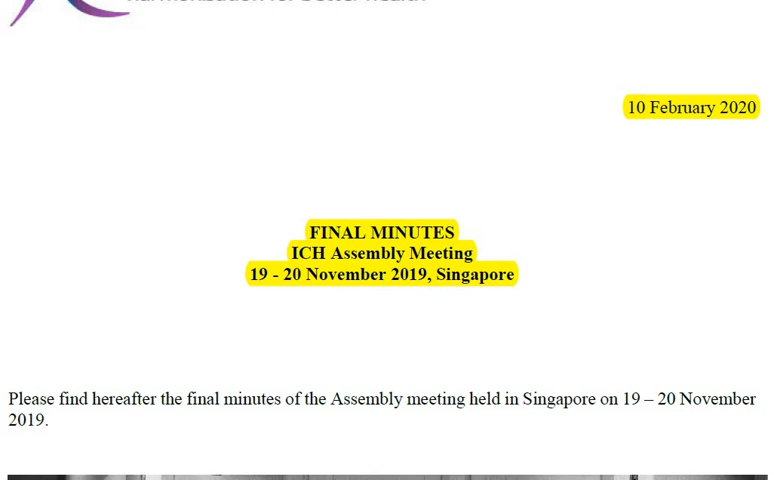 10 February 2020
FINAL MINUTES
ICH Assembly Meeting
19 - 20 November 2019, Singapore
Please find hereafter the final minutes of the Assembly meeting held in Singapore on 19 – 20 November
2019.